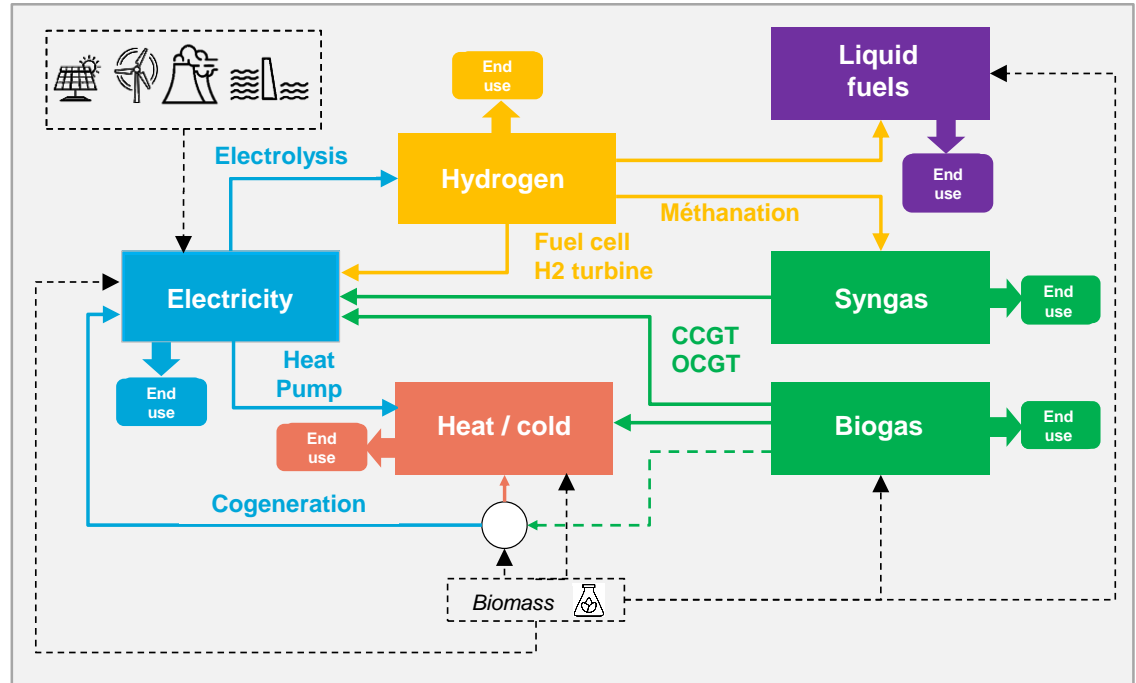 Liquid
fuels
End
use
Electrolysis
Hydrogen
End
use
Méthanation
Fuel cell
H2 turbine
Electricity
Syngas
End
use
CCGT
OCGT
Heat
Pump
End
use
Heat / cold
Biogas
End
use
End
use
Cogeneration
Biomass